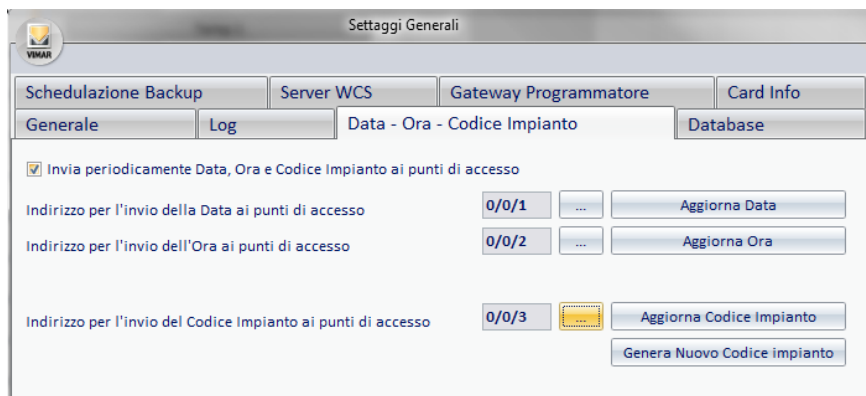 Settaggi Generali
VIMAR
Schedulazione Backup Server WCS Gateway Programmatore Card Info
Generale Log Data - Ora - Codice Impianto Database
Invia periodicamente Data, Ora e Codice Impianto ai punti di accesso
Indirizzo per l'invio della Data ai punti di accesso 0/0/1 ... Aggiorna Data
Indirizzo per l'invio dell'Ora ai punti di accesso 0/0/2 ... Aggiorna Ora
Indirizzo per l'invio del Codice Impianto ai punti di accesso 0/0/3 ... Aggiorna Codice Impianto
Genera Nuovo Codice impianto